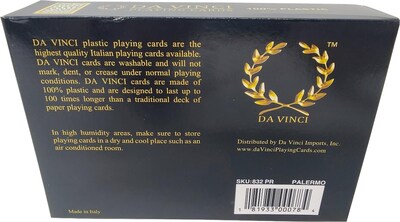 DA VINCI plastic playing cards are the
highest quality Italian playing cards available.
DA VINCI cards are washable and will not
mark, dent, or crease under normal playing
conditions. DA VINCI cards are made of
100% plastic and are designed to last up to
100 times longer than a traditional deck of
paper playing cards.
In high humidity areas, make sure to store
playing cards in a dry and cool place such as an
air conditioned room.
Made in Italy
TM
DA VINCI
Distributed by Da Vinci Imports, Inc.
www.daVinciPlayingCards.com
SKU:832 PR PALERMO
81933 00078